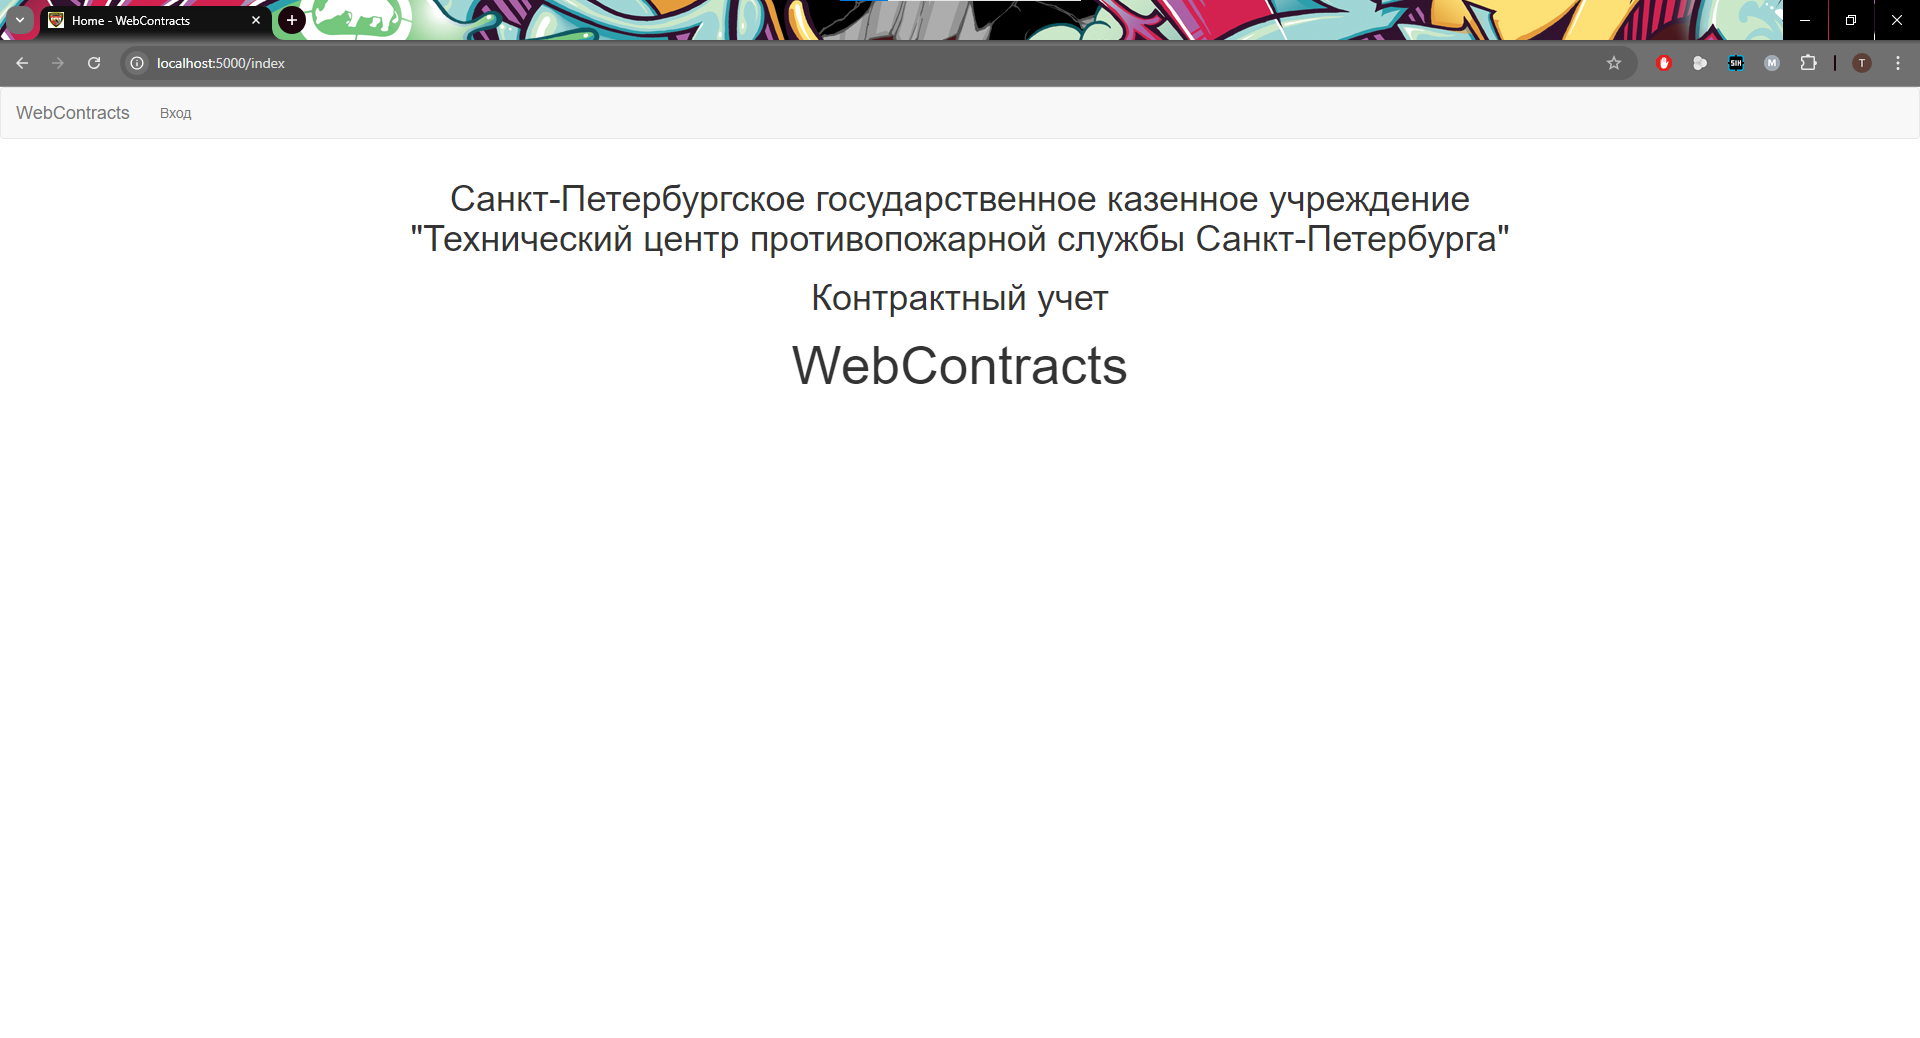 Home - WebContracts
localhost:5000/index
SIH
M
T
WebContracts
Вход
Санкт-Петербургское государственное казенное учреждение
"Технический центр противопожарной службы Санкт-Петербурга"
Контрактный учет
WebContracts